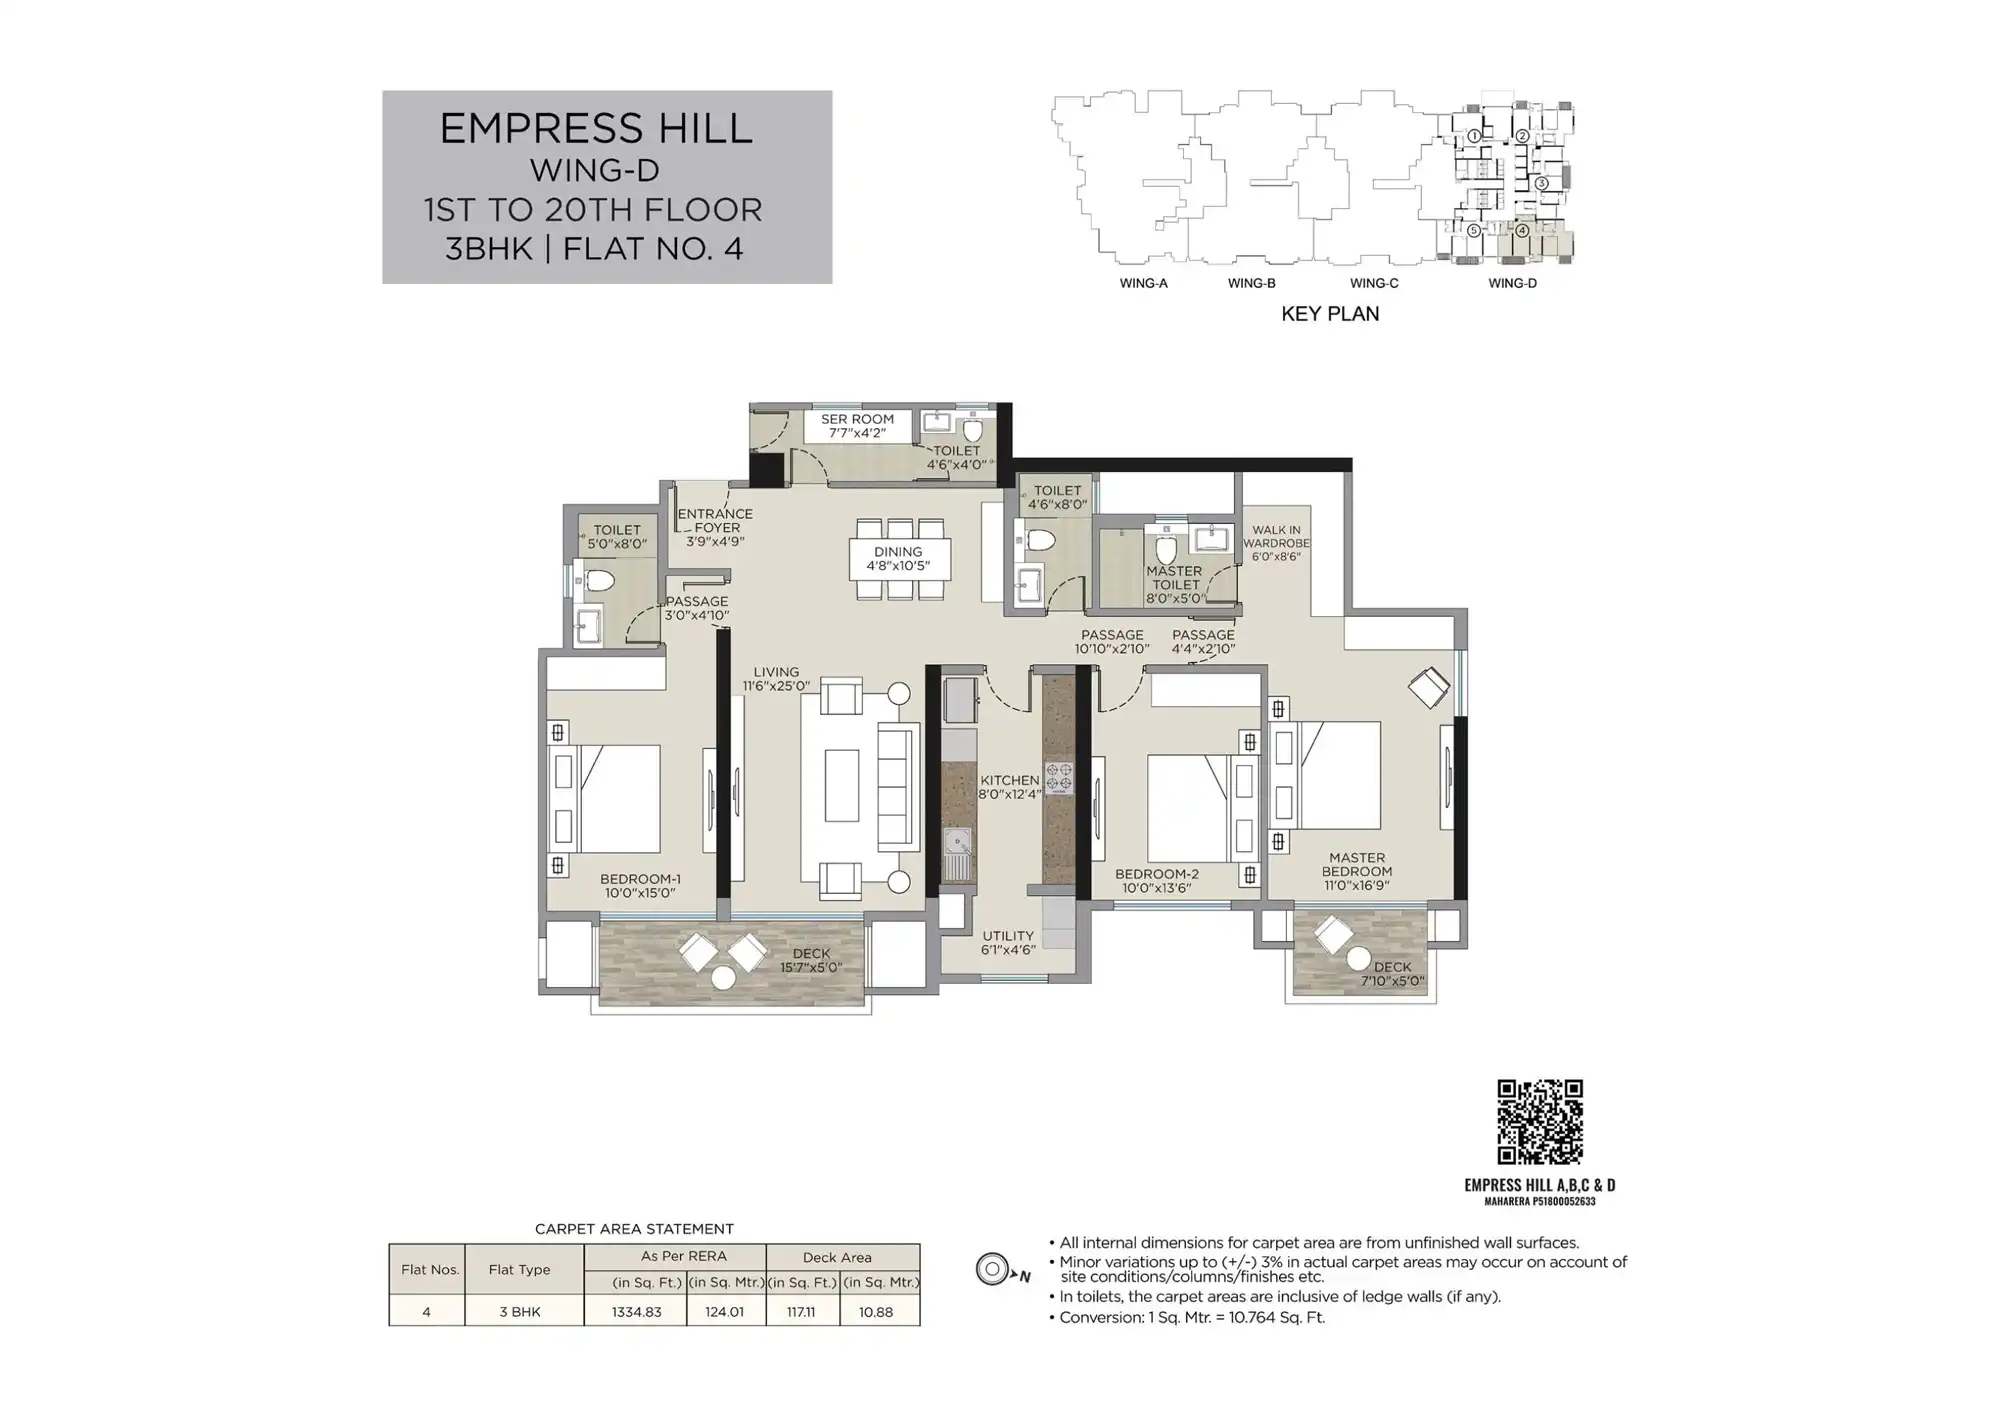 EMPRESS HILL
WING-D
1ST TO 20TH FLOOR
3BHK | FLAT NO. 4
1
2
3
5
4
WING-A
WING-B
WING-C
WING-D
KEY PLAN
SER ROOM
7'7"x4'2"
TOILET
4'6"x4'0"
TOILET
4'6"x8'0"
ENTRANCE
FOYER
3'9"x4'9"
TOILET
5'0"x8'0"
DINING
4'8"x10'5"
WALK IN
WARDROBE
6'0"x8'6"
MASTER
TOILET
8'0"x5'0"
PASSAGE
3'0"x4'10"
PASSAGE
10'10"x2'10"
PASSAGE
4'4"x2'10"
LIVING
11'6"x25'0"
KITCHEN
8'0"x12'4"
BEDROOM-1
10'0"x15'0"
BEDROOM-2
10'0"x13'6"
MASTER
BEDROOM
11'0"x16'9"
UTILITY
6'1"x4'6"
DECK
15'7"x5'0"
DECK
7'10"x5'0"
EMPRESS HILL A,B,C & D
MAHARERA P51800052633
CARPET AREA STATEMENT
Flat Nos. Flat Type As Per RERA Deck Area
(in Sq. Ft.) (in Sq. Mtr.) (in Sq. Ft.) (in Sq. Mtr.)
4 3 BHK 1334.83 124.01 117.11 10.88
N
• All internal dimensions for carpet area are from unfinished wall surfaces.
• Minor variations up to (+/-) 3% in actual carpet areas may occur on account of
site conditions/columns/finishes etc.
• In toilets, the carpet areas are inclusive of ledge walls (if any).
• Conversion: 1 Sq. Mtr. = 10.764 Sq. Ft.